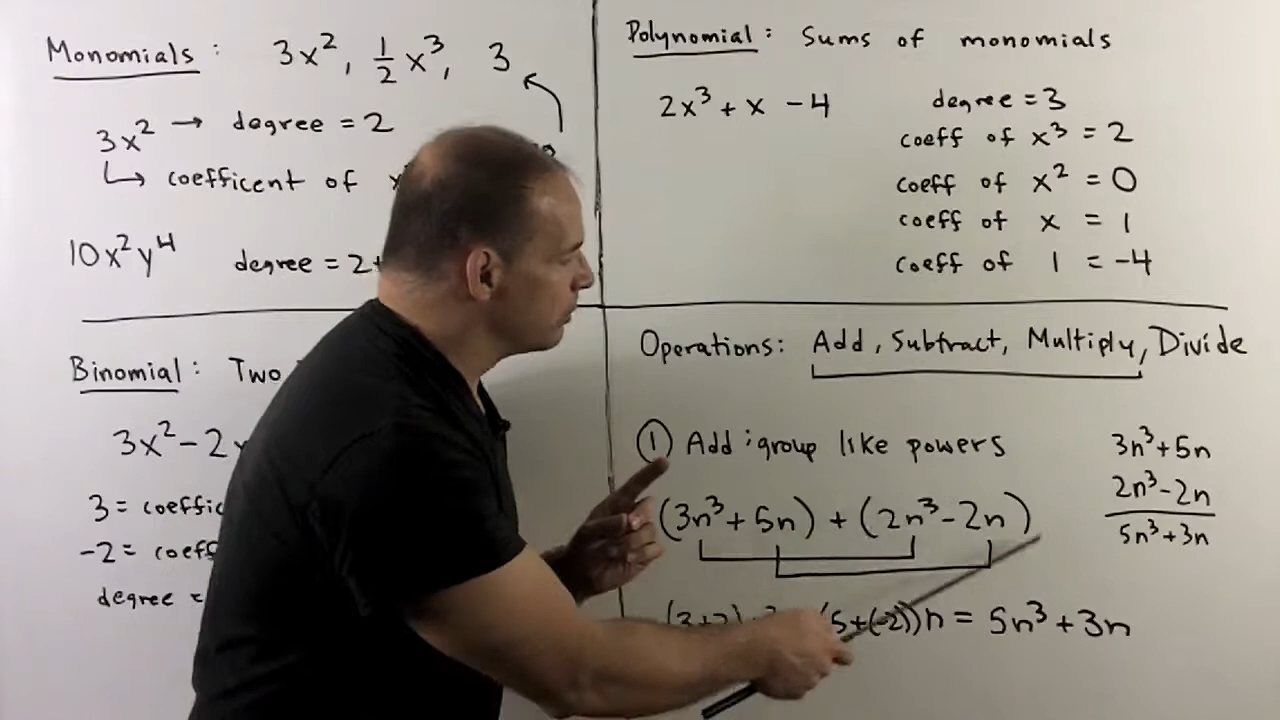 Monomials : 3x², ½x³, 3
3x² → degree = 2
↳ coefficent of x
10x²y⁴ degree = 2+
Polynomial : Sums of monomials
2x³ + x - 4
degree = 3
coeff of x³ = 2
coeff of x² = 0
coeff of x = 1
coeff of 1 = -4
Binomial : Two
3x² - 2
3 =
-2 =
degree =
Operations: Add, Subtract, Multiply, Divide
① Add : group like powers
(3n³ + 5n) + (2n³ - 2n)
(5+(-2))n = 5n³ + 3n
3n³ + 5n
2n³ - 2n
5n³ + 3n